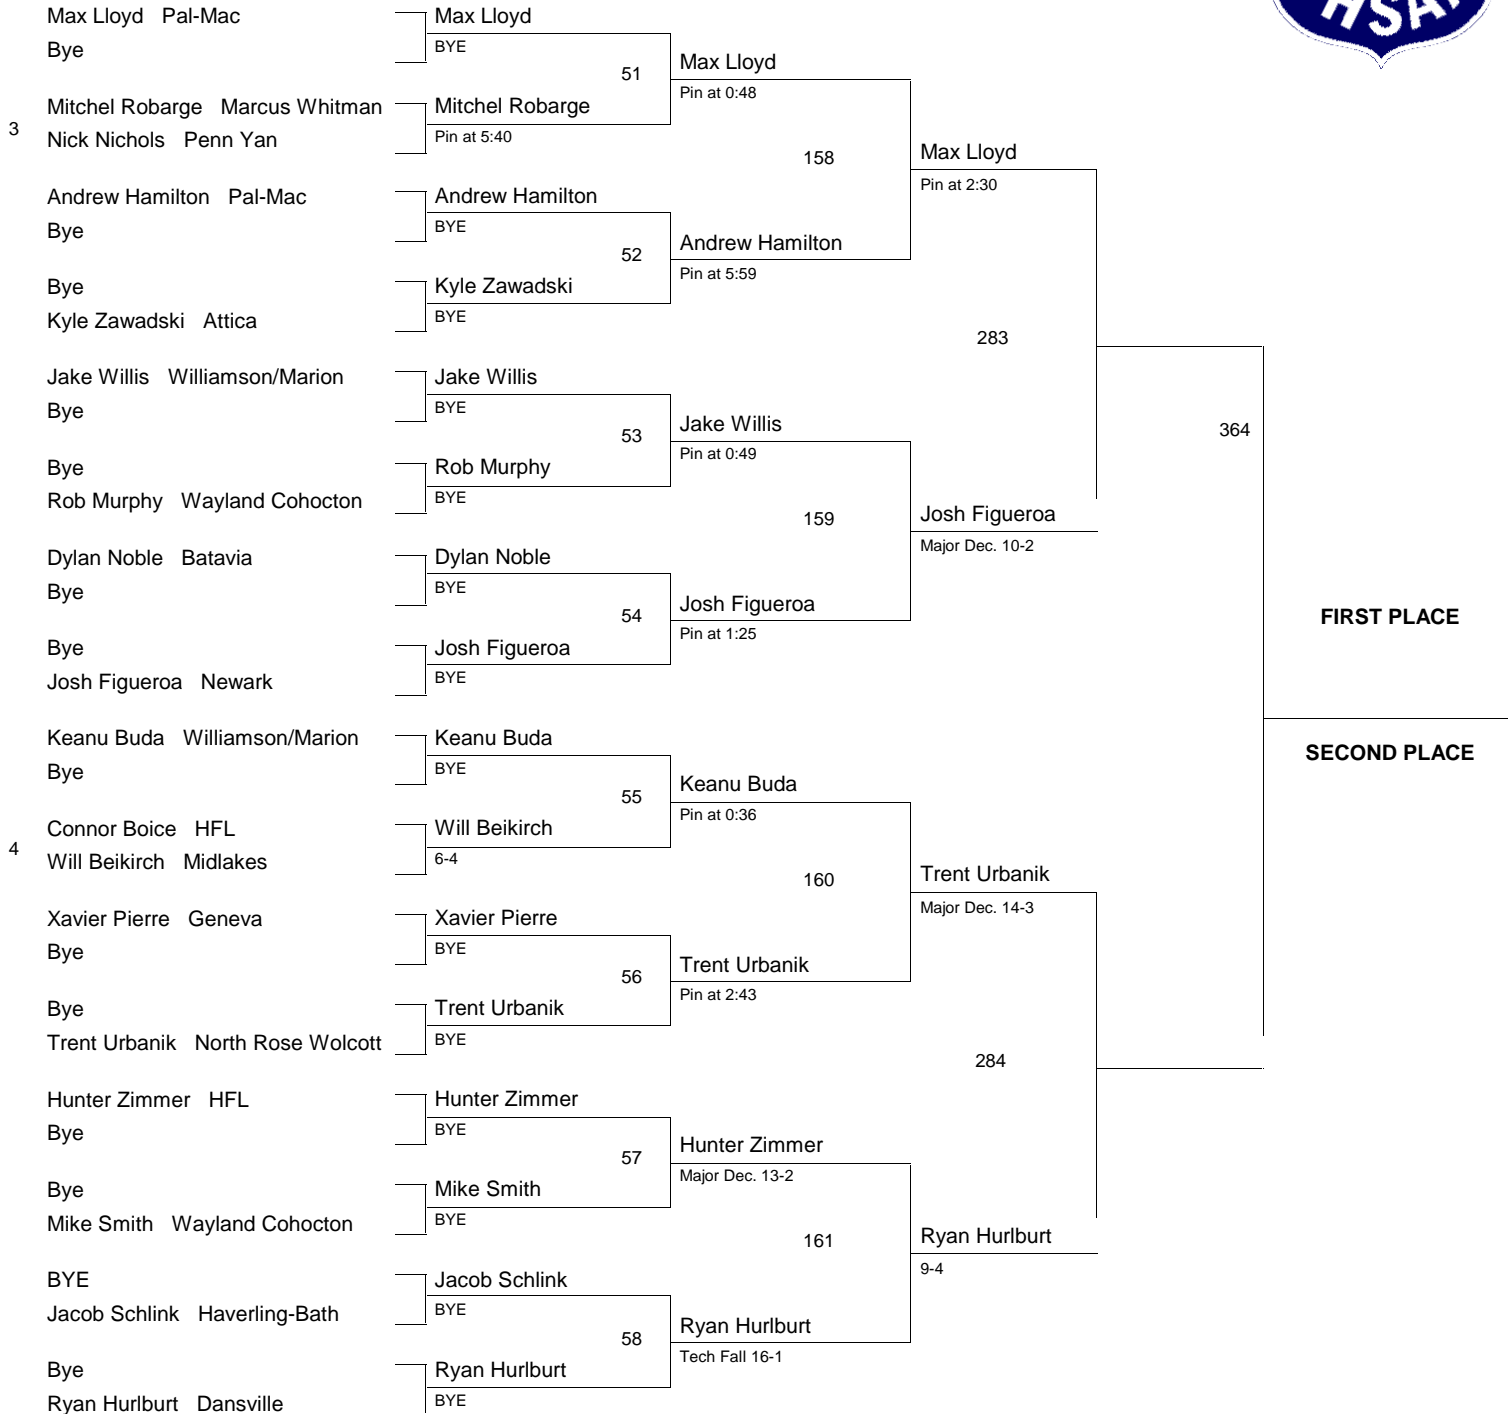 HSAA
Max Lloyd Pal-Mac
Bye
Max Lloyd
BYE
51
Max Lloyd
Pin at 0:48
3
Mitchel Robarge Marcus Whitman
Nick Nichols Penn Yan
Mitchel Robarge
Pin at 5:40
158
Max Lloyd
Pin at 2:30
Andrew Hamilton Pal-Mac
Bye
Andrew Hamilton
BYE
52
Andrew Hamilton
Pin at 5:59
Bye
Kyle Zawadski Attica
Kyle Zawadski
BYE
283
Jake Willis Williamson/Marion
Bye
Jake Willis
BYE
53
Jake Willis
Pin at 0:49
364
Bye
Rob Murphy Wayland Cohocton
Rob Murphy
BYE
159
Josh Figueroa
Major Dec. 10-2
Dylan Noble Batavia
Bye
Dylan Noble
BYE
54
Josh Figueroa
Pin at 1:25
FIRST PLACE
Bye
Josh Figueroa Newark
Josh Figueroa
BYE
Keanu Buda Williamson/Marion
Bye
Keanu Buda
BYE
55
Keanu Buda
Pin at 0:36
SECOND PLACE
4
Connor Boice HFL
Will Beikirch Midlakes
Will Beikirch
6-4
160
Trent Urbanik
Major Dec. 14-3
Xavier Pierre Geneva
Bye
Xavier Pierre
BYE
56
Trent Urbanik
Pin at 2:43
Bye
Trent Urbanik North Rose Wolcott
Trent Urbanik
BYE
284
Hunter Zimmer HFL
Bye
Hunter Zimmer
BYE
57
Hunter Zimmer
Major Dec. 13-2
Bye
Mike Smith Wayland Cohocton
Mike Smith
BYE
161
Ryan Hurlburt
9-4
BYE
Jacob Schlink Haverling-Bath
Jacob Schlink
BYE
58
Ryan Hurlburt
Tech Fall 16-1
Bye
Ryan Hurlburt Dansville
Ryan Hurlburt
BYE